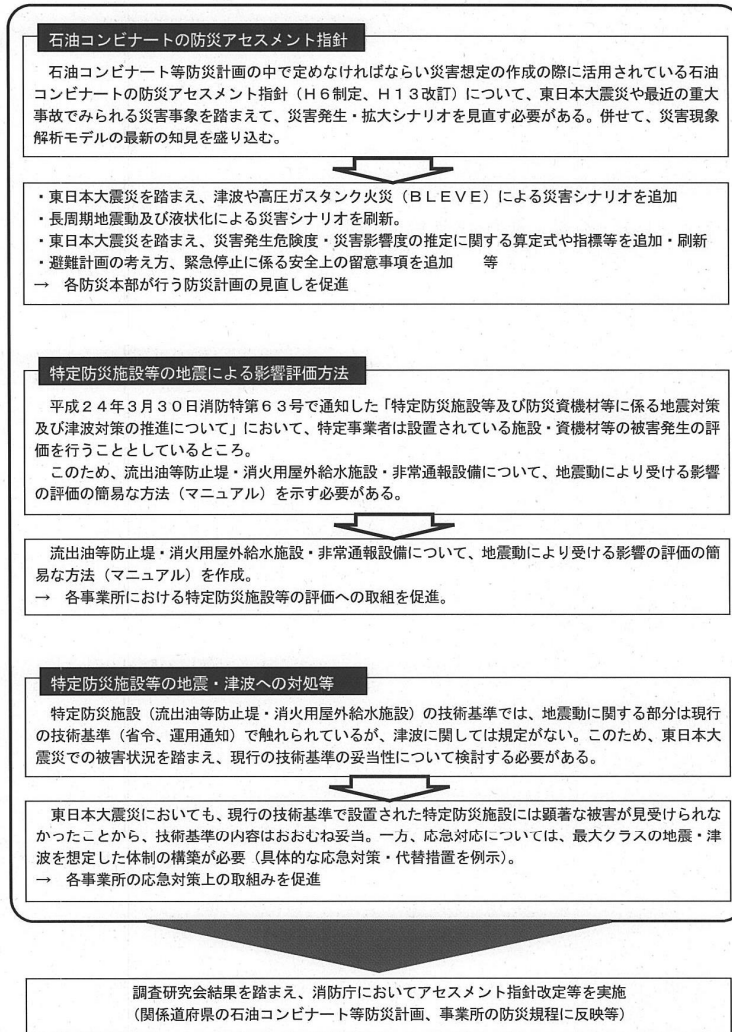 石油コンビナートの防災アセスメント指針
石油コンビナート等防災計画の中で定めなければならい災害想定の作成の際に活用されている石油
コンビナートの防災アセスメント指針（H6制定、H13改訂）について、東日本大震災や最近の重大
事故でみられる災害事象を踏まえて、災害発生・拡大シナリオを見直す必要がある。併せて、災害現象
解析モデルの最新の知見を盛り込む。
・東日本大震災を踏まえ、津波や高圧ガスタンク火災（BLEVE）による災害シナリオを追加
・長周期地震動及び液状化による災害シナリオを刷新。
・東日本大震災を踏まえ、災害発生危険度・災害影響度の推定に関する算定式や指標等を追加・刷新
・避難計画の考え方、緊急停止に係る安全上の留意事項を追加　　等
→　各防災本部が行う防災計画の見直しを促進
特定防災施設等の地震による影響評価方法
平成24年3月30日消防特第63号で通知した「特定防災施設等及び防災資機材等に係る地震対策
及び津波対策の推進について」において、特定事業者は設置されている施設・資機材等の被害発生の評
価を行うこととしているところ。
このため、流出油等防止堤・消火用屋外給水施設・非常通報設備について、地震動により受ける影響
の評価の簡易な方法（マニュアル）を示す必要がある。
流出油等防止堤・消火用屋外給水施設・非常通報設備について、地震動により受ける影響の評価の簡
易な方法（マニュアル）を作成。
→　各事業所における特定防災施設等の評価への取組を促進。
特定防災施設等の地震・津波への対処等
特定防災施設（流出油等防止堤・消火用屋外給水施設）の技術基準では、地震動に関する部分は現行
の技術基準（省令、運用通知）で触れられているが、津波に関しては規定がない。このため、東日本大
震災での被害状況を踏まえ、現行の技術基準の妥当性について検討する必要がある。
東日本大震災においても、現行の技術基準で設置された特定防災施設には顕著な被害が見受けられな
かったことから、技術基準の内容はおおむね妥当。一方、応急対応については、最大クラスの地震・津
波を想定した体制の構築が必要（具体的な応急対策・代替措置を例示）。
→　各事業所の応急対策上の取組みを促進
調査研究会結果を踏まえ、消防庁においてアセスメント指針改定等を実施
（関係道府県の石油コンビナート等防災計画、事業所の防災規程に反映等）